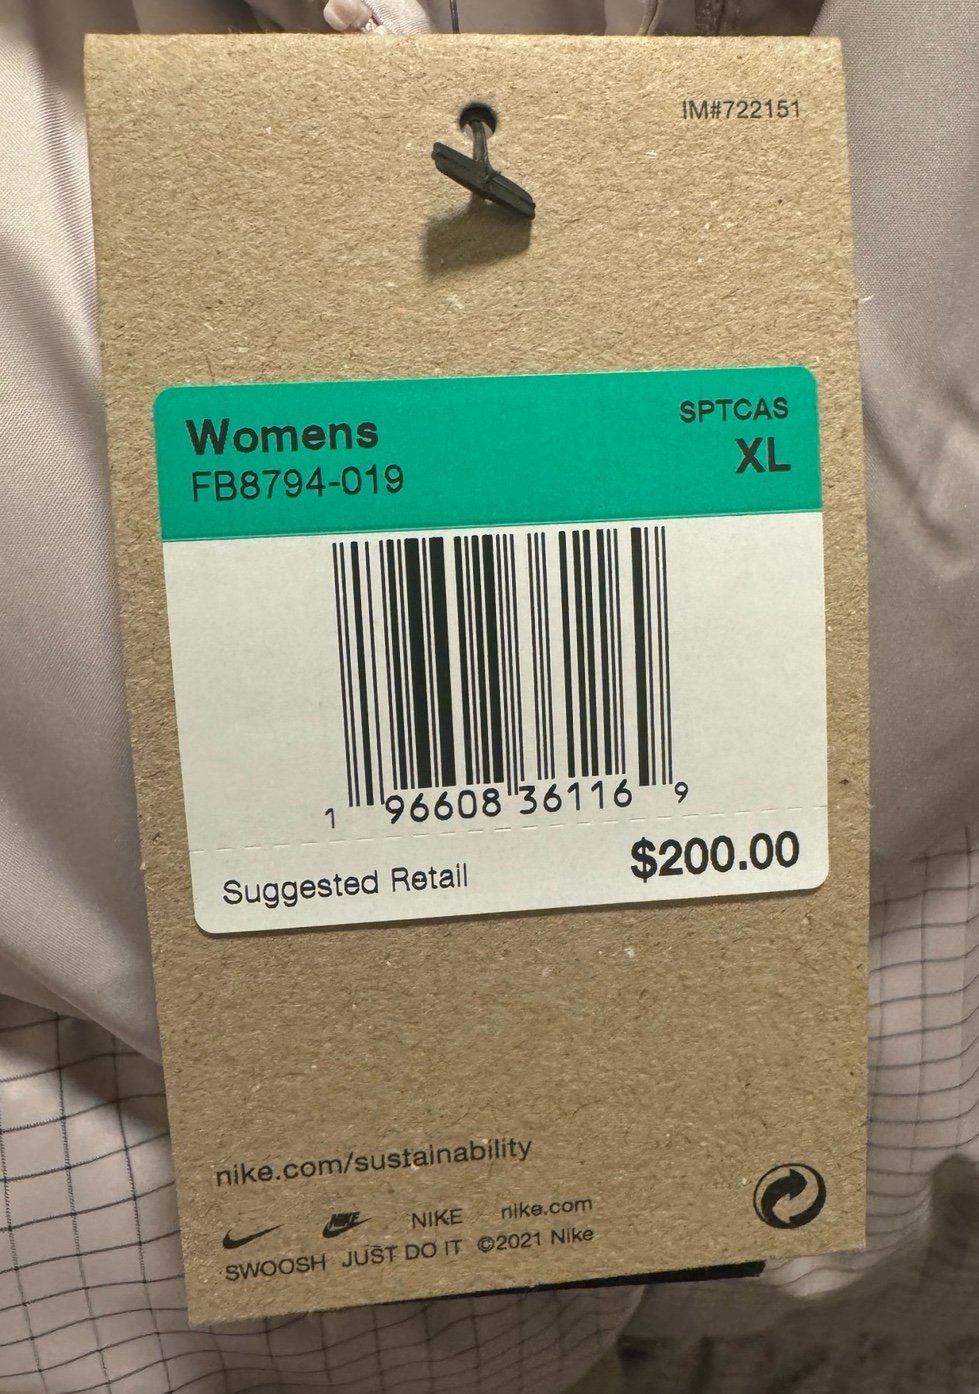 IM#722151
Womens
SPTCAS
FB8794-019
XL
1 96608 36116 9
Suggested Retail $200.00
nike.com/sustainability
NIKE NIKE nike.com
SWOOSH JUST DO IT ©2021 Nike